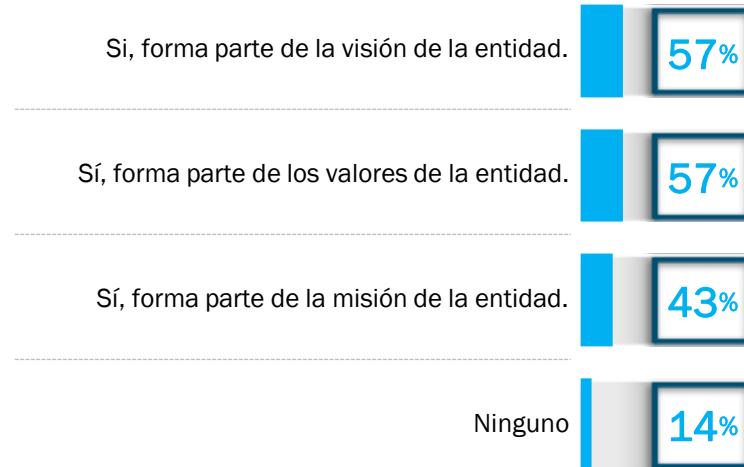 Si, forma parte de la visión de la entidad. 57%
Sí, forma parte de los valores de la entidad. 57%
Sí, forma parte de la misión de la entidad. 43%
Ninguno 14%